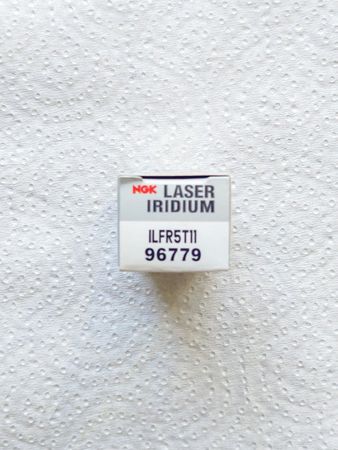 NGK LASER
IRIDIUM
ILFR5T11
96779